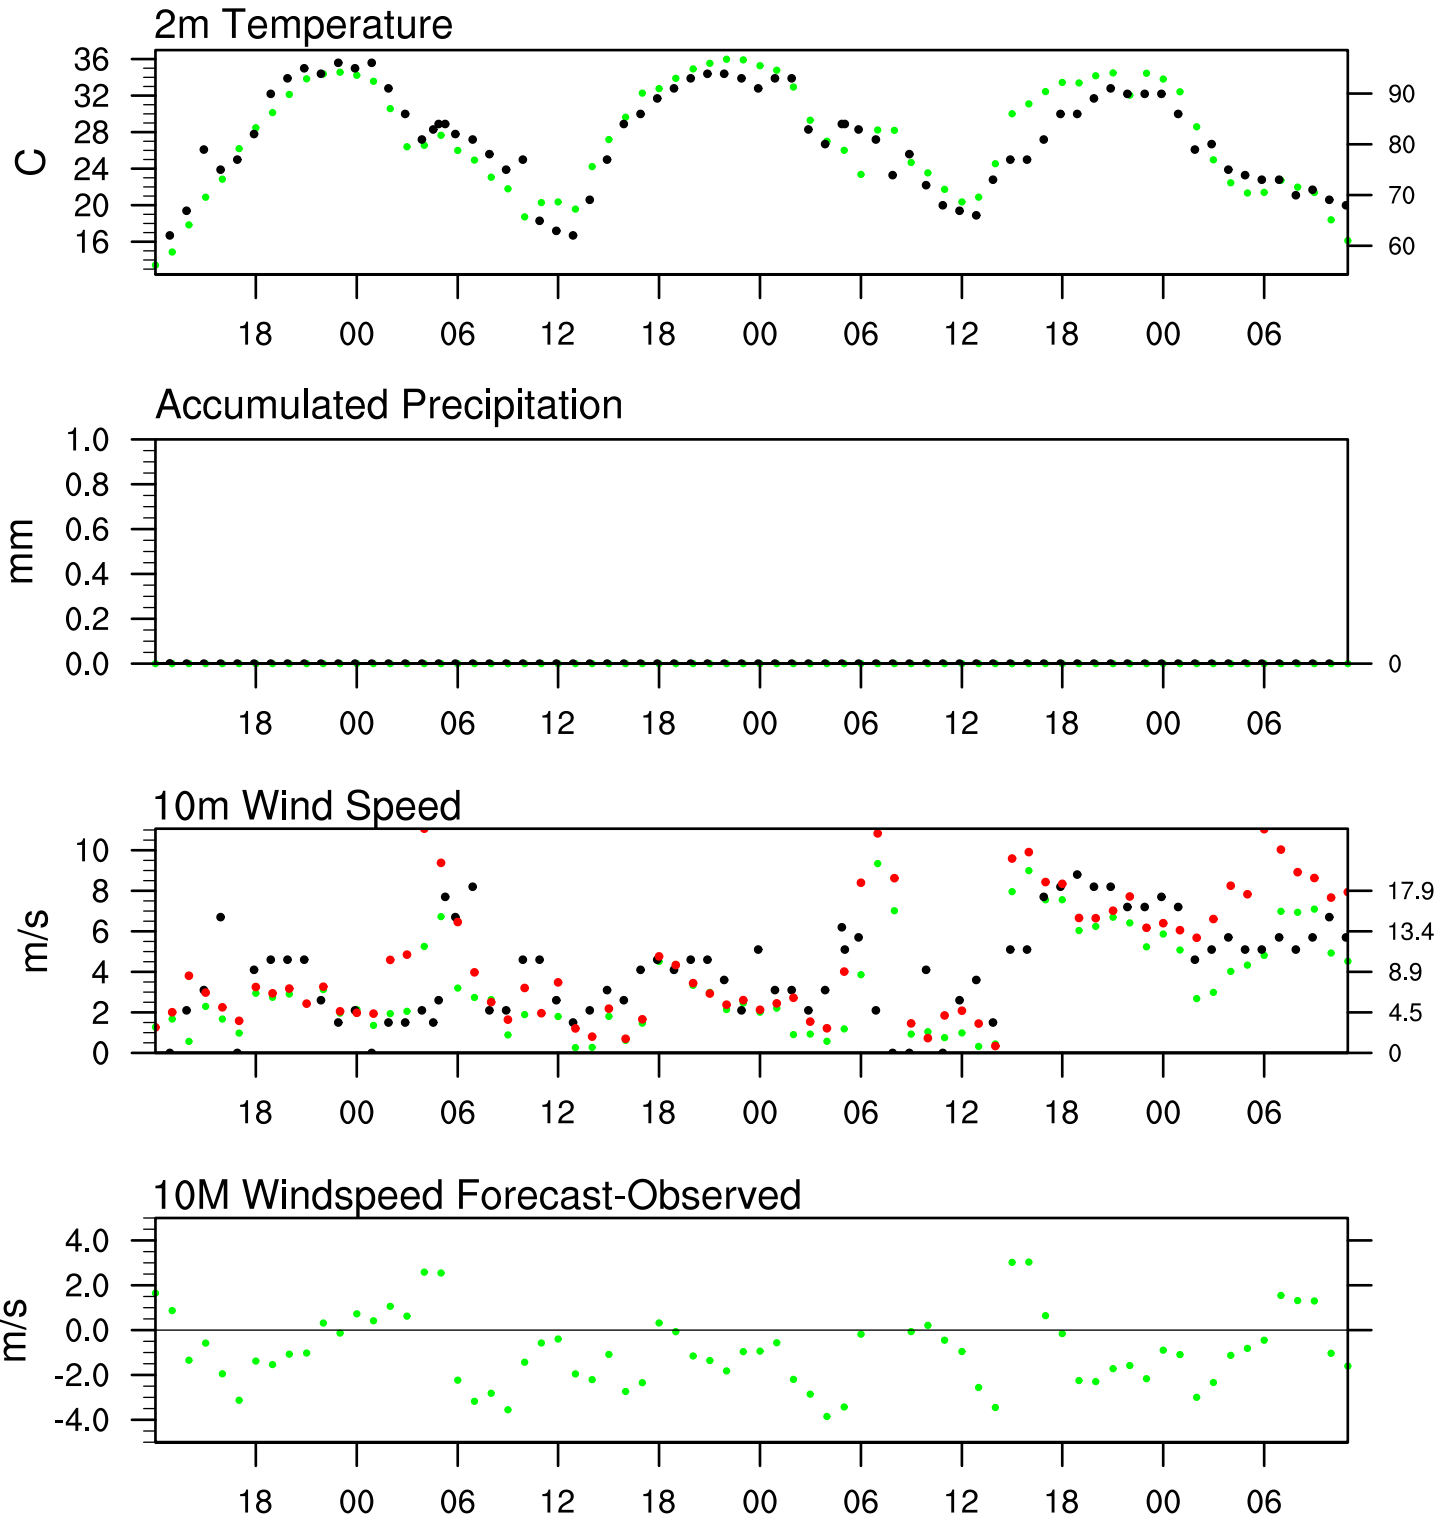 2m Temperature
C
36
32
28
24
20
16
90
80
70
60
18 00 06 12 18 00 06 12 18 00 06
Accumulated Precipitation
mm
1.0
0.8
0.6
0.4
0.2
0.0
0
18 00 06 12 18 00 06 12 18 00 06
10m Wind Speed
m/s
10
8
6
4
2
0
17.9
13.4
8.9
4.5
0
18 00 06 12 18 00 06 12 18 00 06
10M Windspeed Forecast-Observed
m/s
4.0
2.0
0.0
-2.0
-4.0
18 00 06 12 18 00 06 12 18 00 06